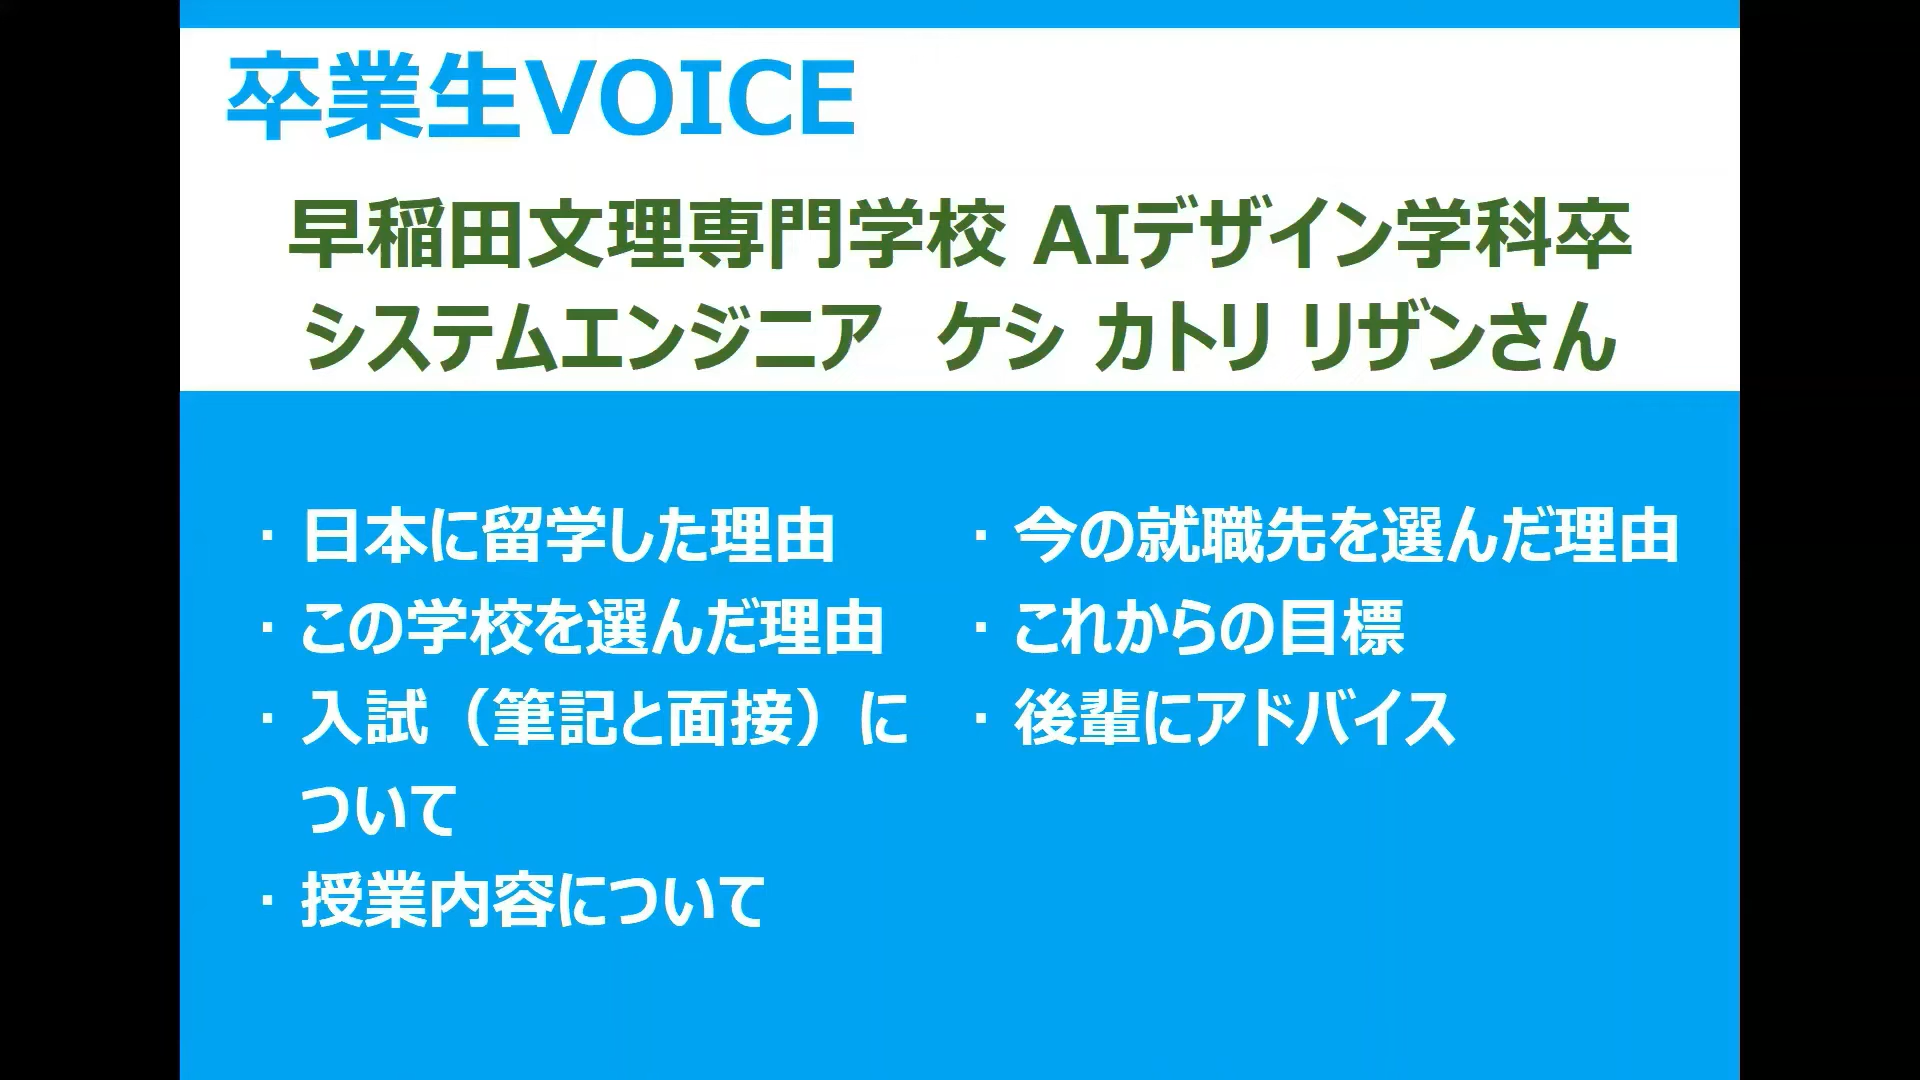 卒業生VOICE
早稲田文理専門学校 AIデザイン学科卒
システムエンジニア　ケシ カトリ リザンさん
・日本に留学した理由
・この学校を選んだ理由
・入試（筆記と面接）に
ついて
・授業内容について
・今の就職先を選んだ理由
・これからの目標
・後輩にアドバイス